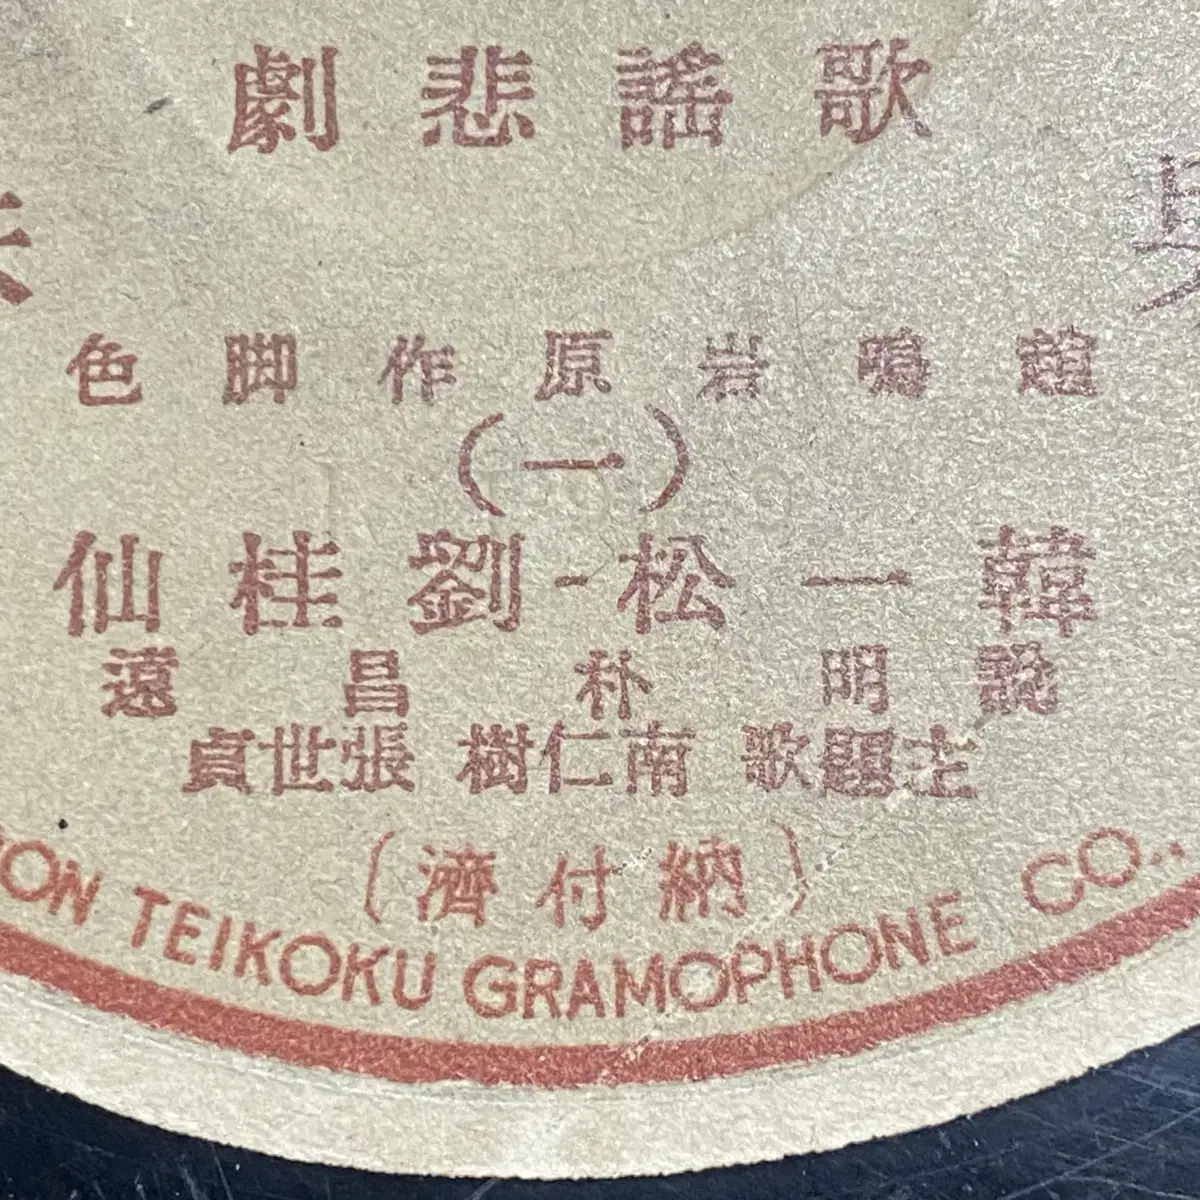 歌謠悲劇
趙鳴岩原作脚色
(一)
韓一松-劉桂仙
說明 朴昌遠
主題歌 南仁樹 張世貞
〔納付濟〕
ON TEIKOKU GRAMOPHONE CO.,